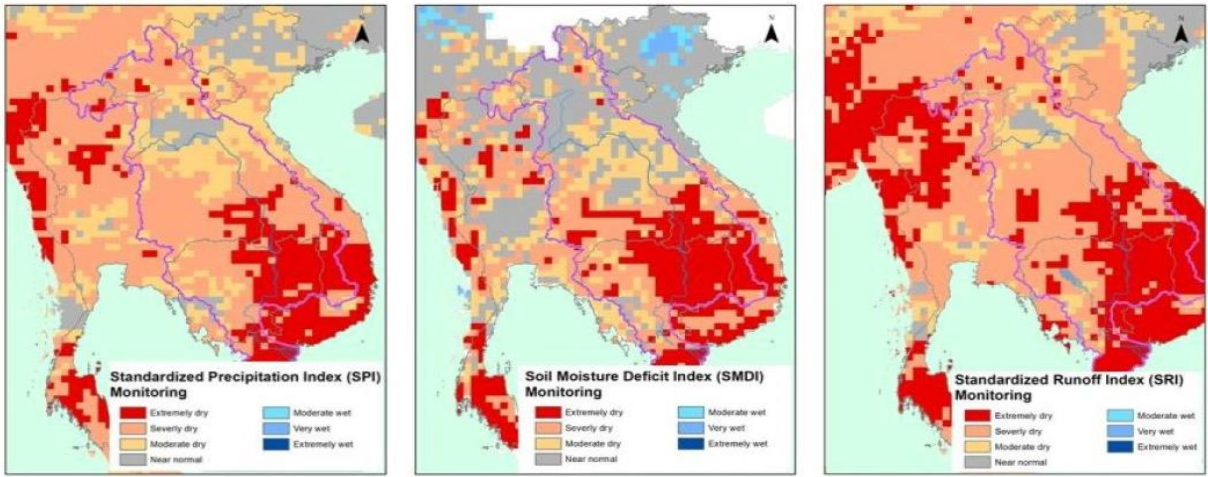 N
Standardized Precipitation Index (SPI)
Monitoring
Extremely dry
Severly dry
Moderate dry
Near normal
Moderate wet
Very wet
Extremely wet
N
Soil Moisture Deficit Index (SMDI)
Monitoring
Extremely dry
Severly dry
Moderate dry
Near normal
Moderate wet
Very wet
Extremely wet
N
Standardized Runoff Index (SRI)
Monitoring
Extremely dry
Severly dry
Moderate dry
Near normal
Moderate wet
Very wet
Extremely wet